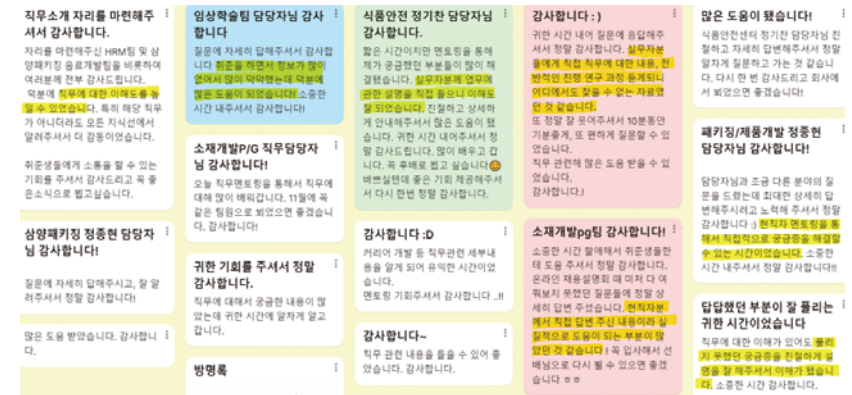 직무소개 자리를 마련해주
셔서 감사합니다.
자리를 마련해주신 HRM팀 및 삼
양패키징 음료개발팀을 비롯하여
여러분께 전부 감사드립니다.
덕분에 직무에 대한 이해도를 높
일 수 있었습니다. 특히 해당 직무
가 아니더라도 모든 지식선에서
알려주셔서 더 감동이었습니다.
취준생들에게 소통을 할 수 있는
기회를 주셔서 감사드리고 꼭 좋
은소식으로 뵙고싶습니다.
삼양패키징 정종현 담당자
님 감사합니다!
질문에 자세히 답해주시고, 잘 알
려주셔서 정말 감사합니다!
많은 도움 받았습니다. 감사합니
다.
임상학술팀 담당자님 감사
합니다
질문에 자세히 답해주셔서 감사합
니다 취준을 하면서 정보가 많이
없어서 많이 막막했는데 덕분에
많은 도움이 되었습니다! 소중한
시간 내주셔서 감사합니다!
소재개발P/G 직무담당자
님 감사합니다!
오늘 직무멘토링을 통해서 직무에
대해 많이 배워갑니다. 11월에 꼭
같은 팀원으로 뵈었으면 좋겠습니
다. 감사합니다!
귀한 기회를 주셔서 정말
감사합니다.
직무에 대해서 궁금한 내용이 많
았는데 귀한 시간에 알차게 알고
갑니다.
방명록
식품안전 정기찬 담당자님
감사합니다.
짧은 시간이지만 멘토링을 통해
제가 궁금했던 부분들이 많이 해
결됐습니다. 실무자분께 업무에
관한 설명을 직접 들으니 이해도
잘 되었습니다. 친절하고 상세하
게 안내해주셔서 많은 도움이 됐
습니다. 귀한 시간 내어주셔서 정
말 감사드립니다. 많이 배우고 갑
니다. 꼭 후배로 뵙고 싶습니다😊
바쁘실텐데 좋은 기회 제공해주셔
서 다시 한번 정말 감사합니다.
감사합니다 :D
커리어 개발 등 직무관련 세부내
용을 알게 되어 유익한 시간이었
습니다.
멘토링 기회주셔서 감사합니다 ..!!
감사합니다~
직무 관련 내용을 들을 수 있어 좋
았습니다. 감사합니다.
감사합니다 : )
귀한 시간 내어 질문에 응답해주
셔서 정말 감사합니다. 실무자분
들에게 직접 직무에 대한 내용, 전
반적인 진행 연구 과정 듣게되니
어디에서도 찾을 수 없는 자료였
던 것 같습니다.
또 정말 잘 웃어주셔서 10분동안
기분좋게, 또 편하게 질문할 수 있
었습니다.
직무 관련해 많은 도움 받을 수 있
었습니다.
감사합니다.!
소재개발pg팀 감사합니다!
소중한 시간 할애해서 취준생들한
테 도움 주셔서 정말 감사합니다.
온라인 채용설명회 때 미처 다 여
쭤보지 못했던 질문들에 정말 상
세히 답변 주셨습니다. 현직자분
께서 직접 답변 주신 내용이라 실
질적으로 도움이 되는 부분이 많
았던 것 같습니다 ! 꼭 입사해서 선
배님으로 다시 뵐 수 있으면 좋겠
습니다 ㅎㅎ
많은 도움이 됐습니다!
식품안전센터 정기찬 담당자님 친
절하고 자세히 답변해주셔서 정말
알차게 질문하고 가는 것 같습니
다. 다시 한 번 감사드리고 회사에
서 뵈었으면 좋겠습니다!
패키징/제품개발 정종현
담당자님 감사합니다!
담당자님과 조금 다른 분야의 질
문을 드렸는데 최대한 상세히 답
변해주시려고 노력해 주셔서 정말
감사합니다 :) 현직자 멘토링을 통
해서 직접적으로 궁금증을 해결할
수 있는 시간이었습니다. 소중한
시간 내주셔서 정말 감사합니다!!
답답했던 부분이 잘 풀리는
귀한 시간이었습니다
직무에 대한 이해가 있어도 풀리
지 못했던 궁금증을 친절하게 설
명을 잘 해주셔서 이해가 됐습니
다. 소중한 시간 감사합니다.